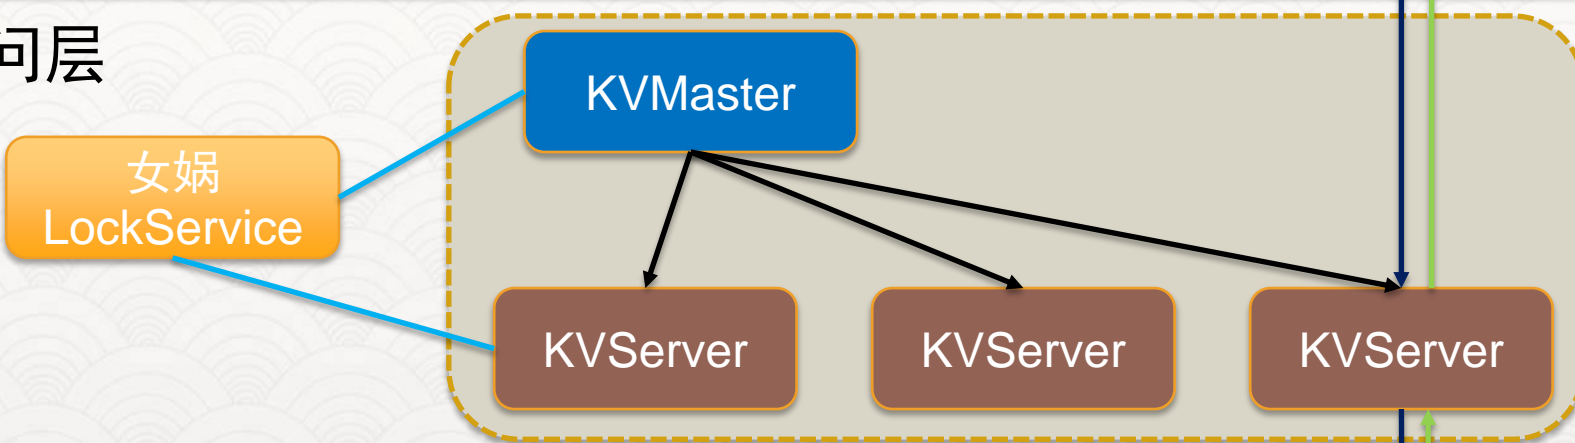 问层
KVMaster
女娲
LockService
KVServer
KVServer
KVServer